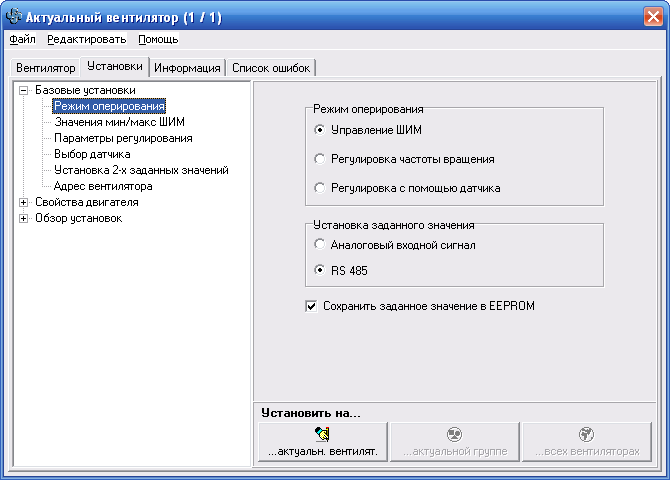 Актуальный вентилятор (1 / 1)
Файл Редактировать Помощь
Вентилятор Установки Информация Список ошибок
Базовые установки
Режим оперирования
Значения мин/макс ШИМ
Параметры регулирования
Выбор датчика
Установка 2-х заданных значений
Адрес вентилятора
Свойства двигателя
Обзор установок
Режим оперирования
Управление ШИМ
Регулировка частоты вращения
Регулировка с помощью датчика
Установка заданного значения
Аналоговый входной сигнал
RS 485
Сохранить заданное значение в EEPROM
Установить на...
...актуальн. вентилят. ...актуальной группе ...всех вентиляторах